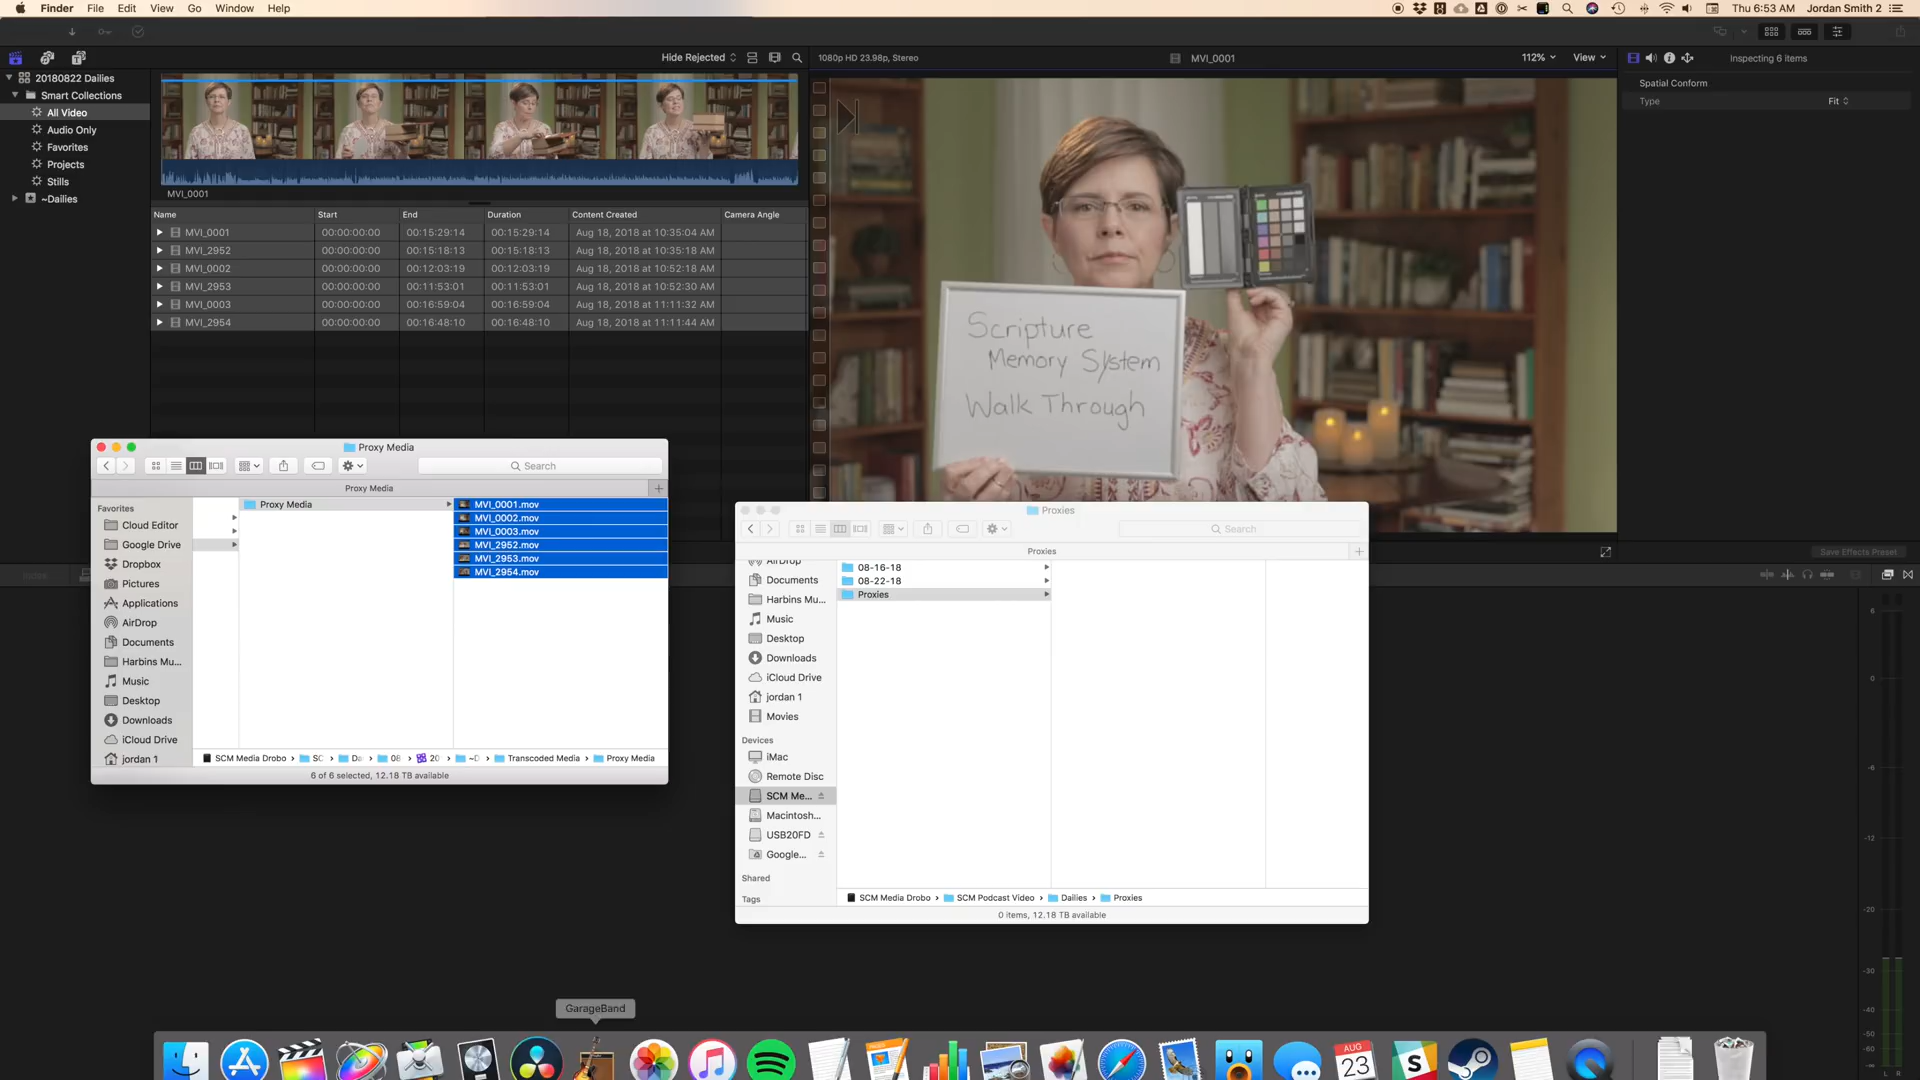 Finder File Edit View Go Window Help
Thu 6:53 AM Jordan Smith 2
Hide Rejected
1080p HD 23.98p, Stereo
MVI_0001
112% View
Inspecting 6 items
20180822 Dailies
Smart Collections
All Video
Audio Only
Favorites
Projects
Stills
~Dailies
Spatial Conform
Type Fit
MVI_0001
Name Start End Duration Content Created Camera Angle
MVI_0001 00:00:00:00 00:15:29:14 00:15:29:14 Aug 18, 2018 at 10:35:04 AM
MVI_2952 00:00:00:00 00:15:18:13 00:15:18:13 Aug 18, 2018 at 10:35:18 AM
MVI_0002 00:00:00:00 00:12:03:19 00:12:03:19 Aug 18, 2018 at 10:52:18 AM
MVI_2953 00:00:00:00 00:11:53:01 00:11:53:01 Aug 18, 2018 at 10:52:30 AM
MVI_0003 00:00:00:00 00:16:59:04 00:16:59:04 Aug 18, 2018 at 11:11:32 AM
MVI_2954 00:00:00:00 00:16:48:10 00:16:48:10 Aug 18, 2018 at 11:11:44 AM
Scripture
Memory System
Walk Through
Save Effects Preset
Proxy Media
Search
Proxy Media
Favorites
Cloud Editor
Google Drive
Dropbox
Pictures
Applications
AirDrop
Documents
Harbins Mu...
Music
Desktop
Downloads
iCloud Drive
jordan 1
Proxy Media
MVI_0001.mov
MVI_0002.mov
MVI_0003.mov
MVI_2952.mov
MVI_2953.mov
MVI_2954.mov
SCM Media Drobo › SC › Da › 08 › 20 › ~D › Transcoded Media › Proxy Media
6 of 6 selected, 12.18 TB available
Proxies
Search
Proxies
AirDrop
Documents
Harbins Mu...
Music
Desktop
Downloads
iCloud Drive
jordan 1
Movies
Devices
iMac
Remote Disc
SCM Me...
Macintosh...
USB20FD
Google...
Shared
Tags
08-16-18
08-22-18
Proxies
SCM Media Drobo › SCM Podcast Video › Dailies › Proxies
0 items, 12.18 TB available
6
0
-6
-12
-20
-30
-40
-50
-60
L R
GarageBand
AUG
23